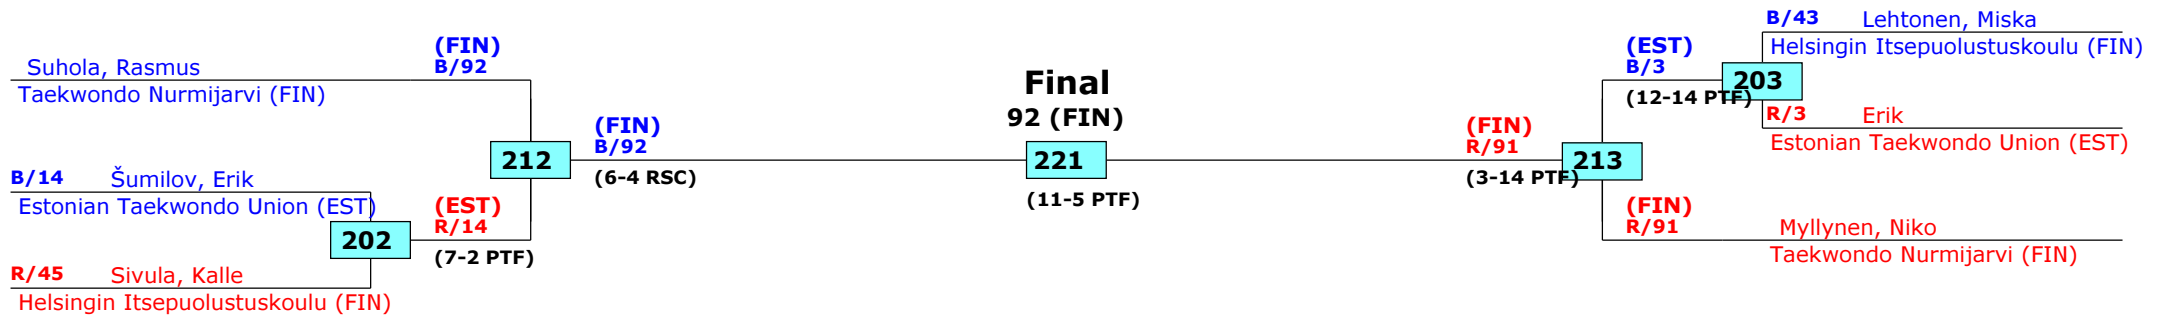 (FIN)
B/92
Suhola, Rasmus
Taekwondo Nurmijarvi (FIN)
212
B/14 Šumilov, Erik
Estonian Taekwondo Union (EST)
202
R/45 Sivula, Kalle
Helsingin Itsepuolustuskoulu (FIN)
(EST)
R/14
(7-2 PTF)
(FIN)
B/92
(6-4 RSC)
Final
92 (FIN)
221
(11-5 PTF)
(FIN)
R/91
(3-14 PTF)
213
(EST)
B/3
(12-14 PTF)
203
B/43 Lehtonen, Miska
Helsingin Itsepuolustuskoulu (FIN)
R/3 Erik
Estonian Taekwondo Union (EST)
(FIN)
R/91
Myllynen, Niko
Taekwondo Nurmijarvi (FIN)